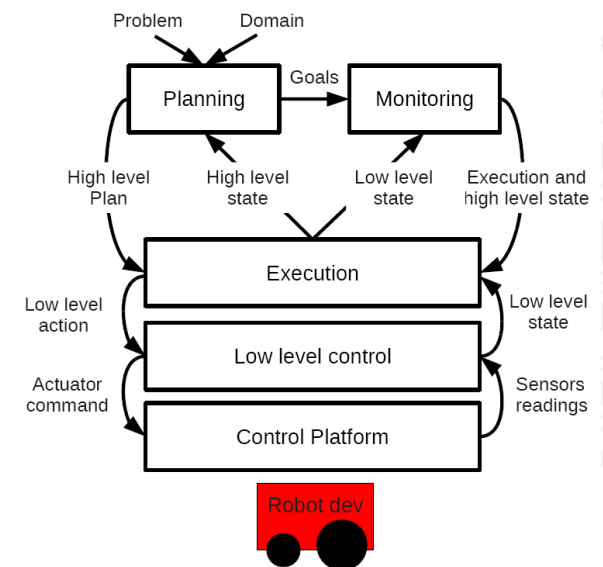 Problem
Domain
Planning
Goals
Monitoring
High level
Plan
High level
state
Low level
state
Execution and
high level state
Execution
Low level
action
Low level
state
Low level control
Actuator
command
Sensors
readings
Control Platform
Robot dev